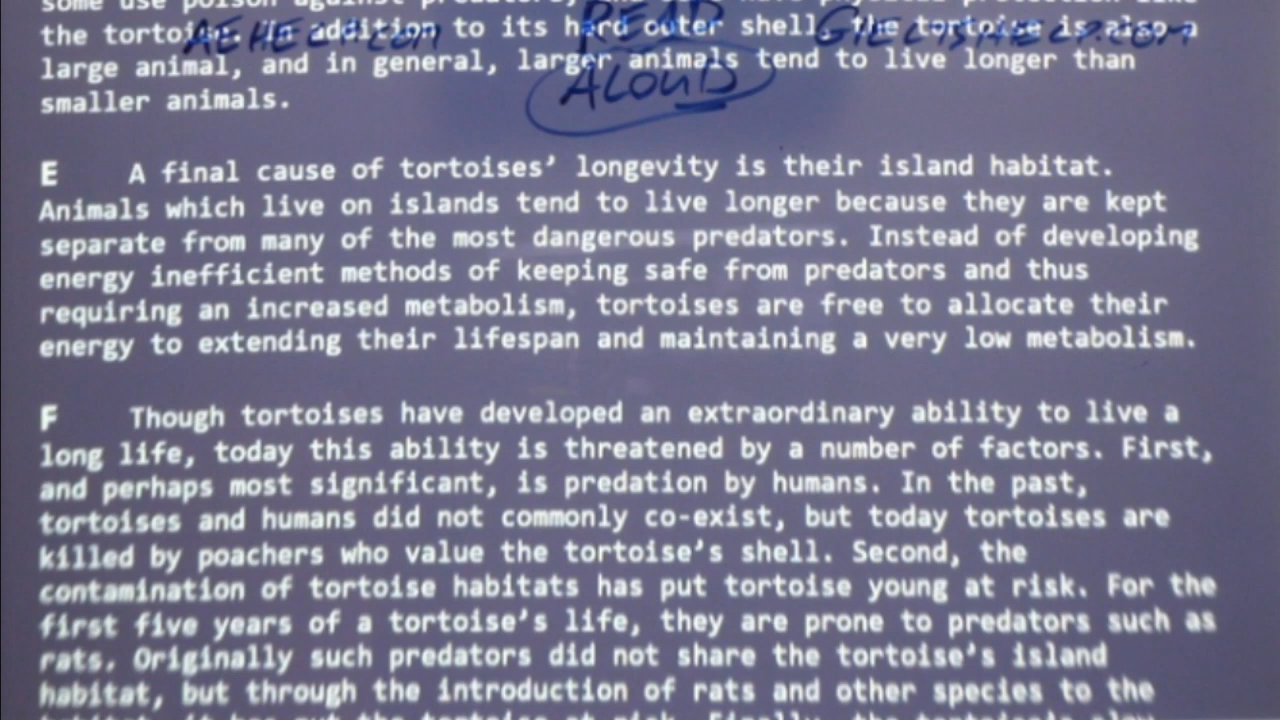 some use poison against predators, and
the tortoise. In addition to its hard outer shell, the tortoise is also a
AEHELP.com
READ
large animal, and in general, larger animals tend to live longer than
ALOUD
smaller animals.
E A final cause of tortoises’ longevity is their island habitat.
Animals which live on islands tend to live longer because they are kept
separate from many of the most dangerous predators. Instead of developing
energy inefficient methods of keeping safe from predators and thus
requiring an increased metabolism, tortoises are free to allocate their
energy to extending their lifespan and maintaining a very low metabolism.
F Though tortoises have developed an extraordinary ability to live a
long life, today this ability is threatened by a number of factors. First,
and perhaps most significant, is predation by humans. In the past,
tortoises and humans did not commonly co-exist, but today tortoises are
killed by poachers who value the tortoise’s shell. Second, the
contamination of tortoise habitats has put tortoise young at risk. For the
first five years of a tortoise’s life, they are prone to predators such as
rats. Originally such predators did not share the tortoise’s island
habitat, but through the introduction of rats and other species to the